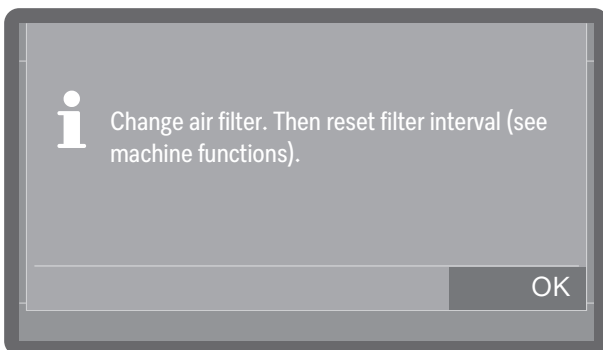 Change air filter. Then reset filter interval (see
machine functions).
OK